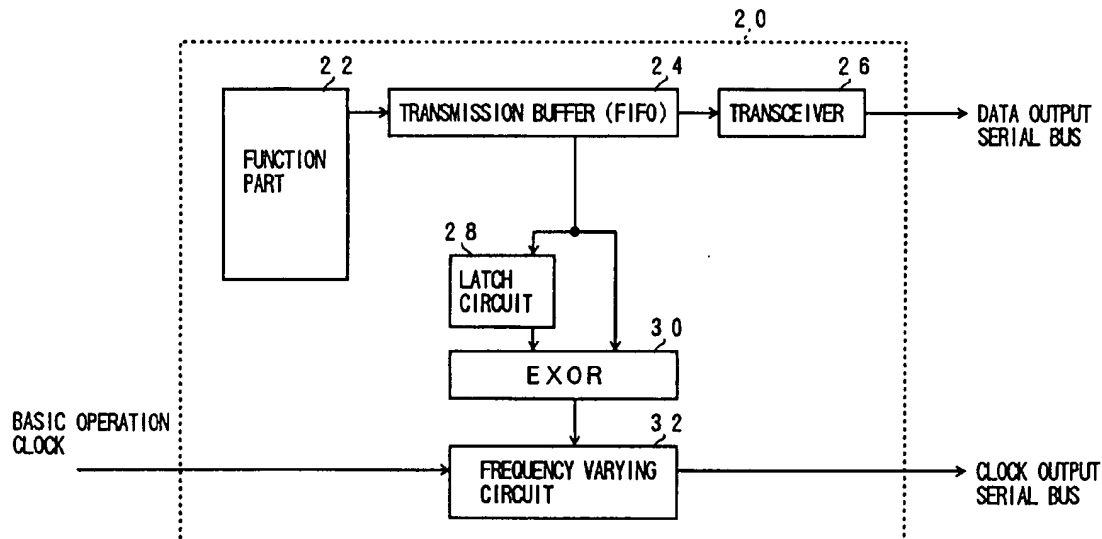 20
22
24
26
FUNCTION
PART
TRANSMISSION BUFFER (FIFO)
TRANSCEIVER
DATA OUTPUT
SERIAL BUS
28
LATCH
CIRCUIT
30
EXOR
BASIC OPERATION
CLOCK
32
FREQUENCY VARYING
CIRCUIT
CLOCK OUTPUT
SERIAL BUS